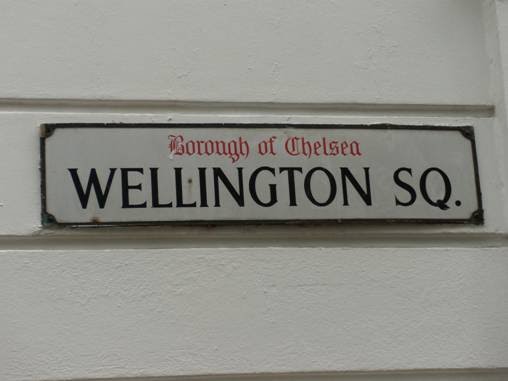 Borough of Chelsea
WELLINGTON SQ.